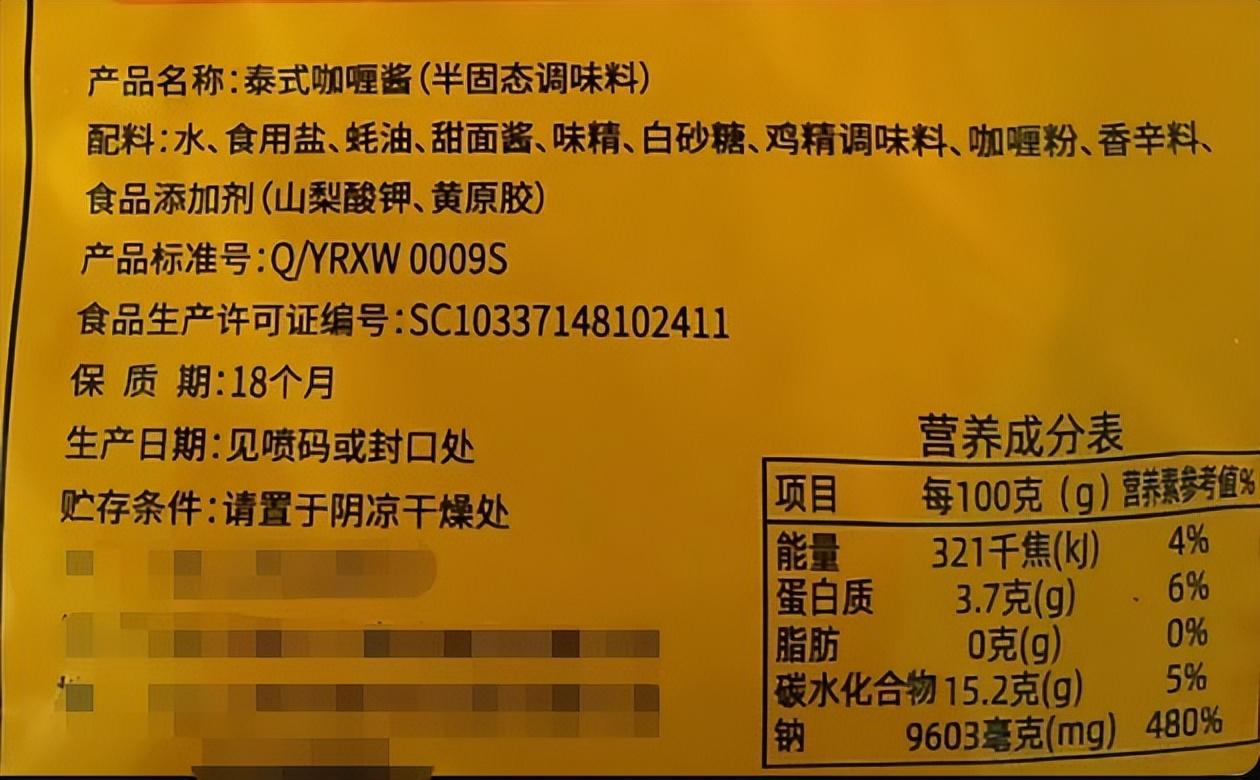 产品名称:泰式咖喱酱(半固态调味料)
配料:水、食用盐、蚝油、甜面酱、味精、白砂糖、鸡精调味料、咖喱粉、香辛料、
食品添加剂(山梨酸钾、黄原胶)
产品标准号:Q/YRXW 0009S
食品生产许可证编号:SC10337148102411
保 质 期:18个月
生产日期:见喷码或封口处
贮存条件:请置于阴凉干燥处
营养成分表
项目 每100克(g) 营养素参考值%
能量 321千焦(kJ) 4%
蛋白质 3.7克(g) 6%
脂肪 0克(g) 0%
碳水化合物 15.2克(g) 5%
钠 9603毫克(mg) 480%